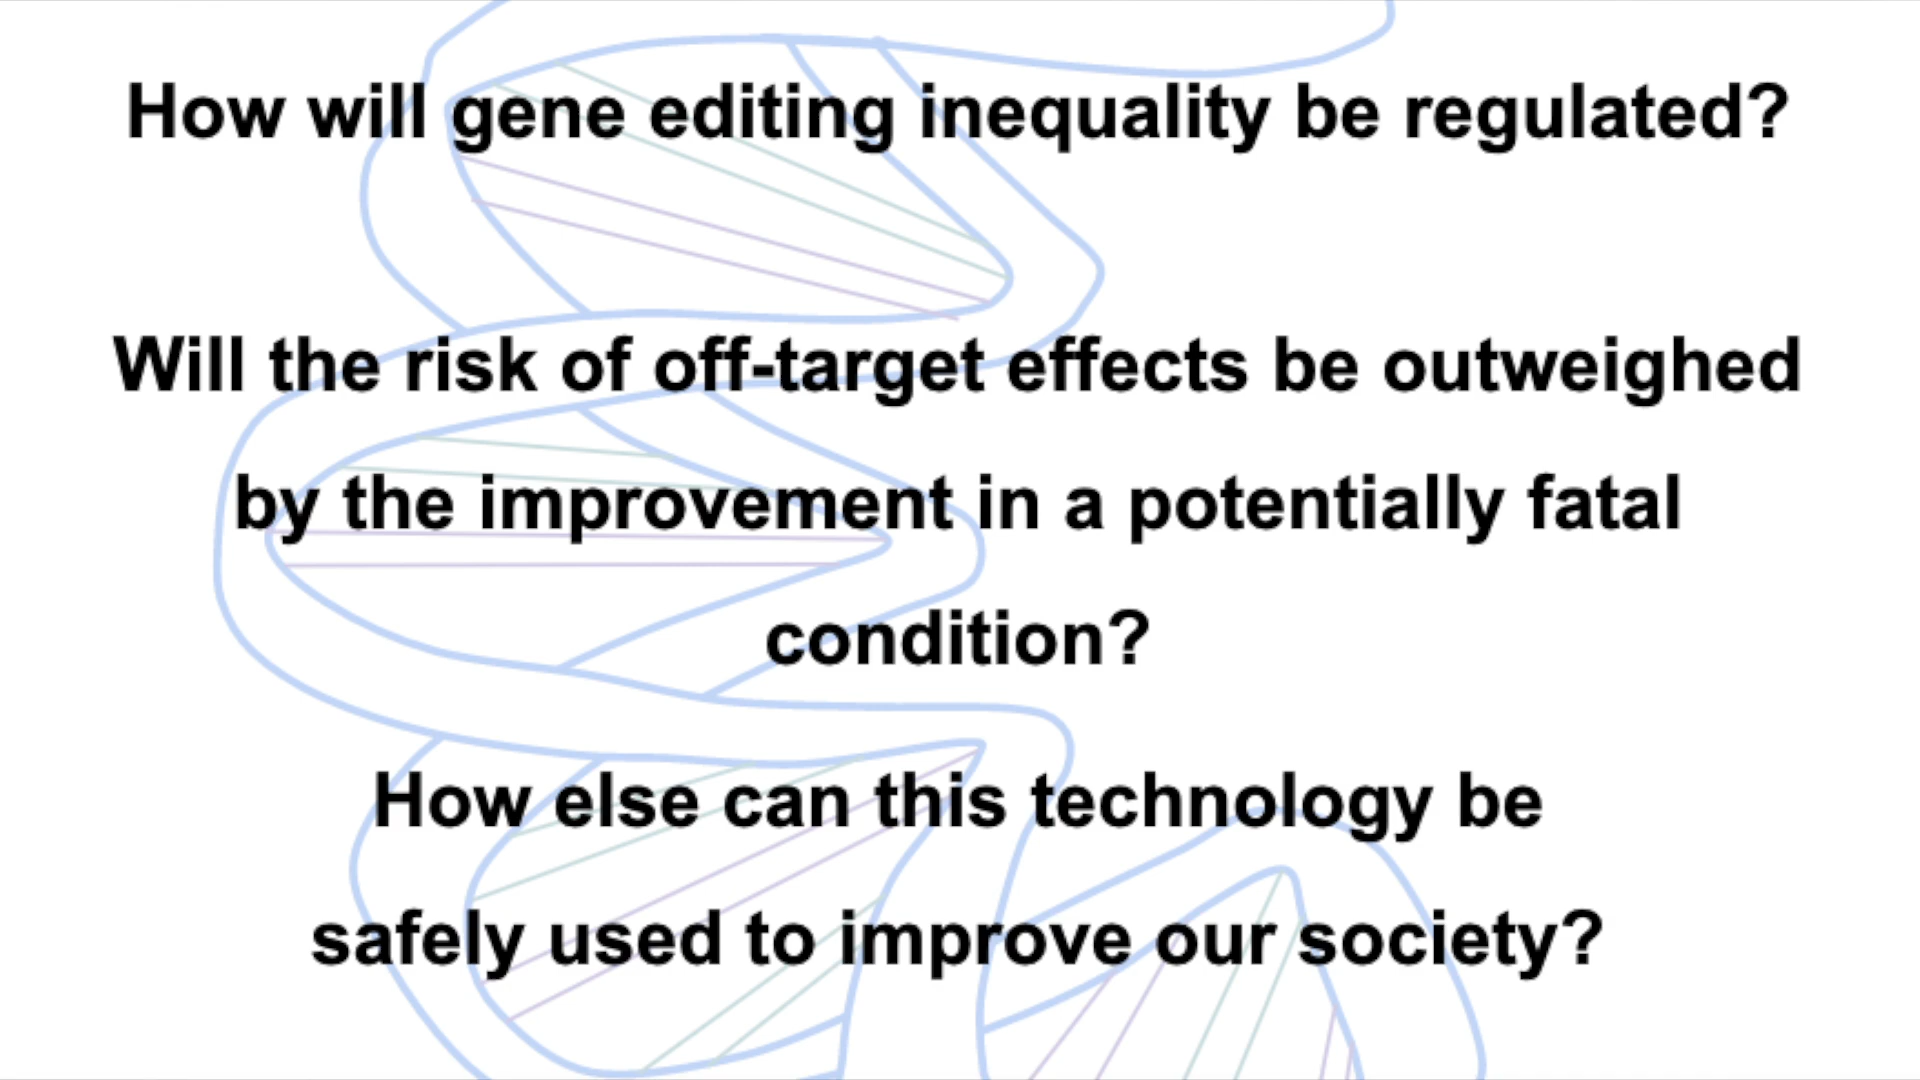 How will gene editing inequality be regulated?
Will the risk of off-target effects be outweighed
by the improvement in a potentially fatal
condition?
How else can this technology be
safely used to improve our society?